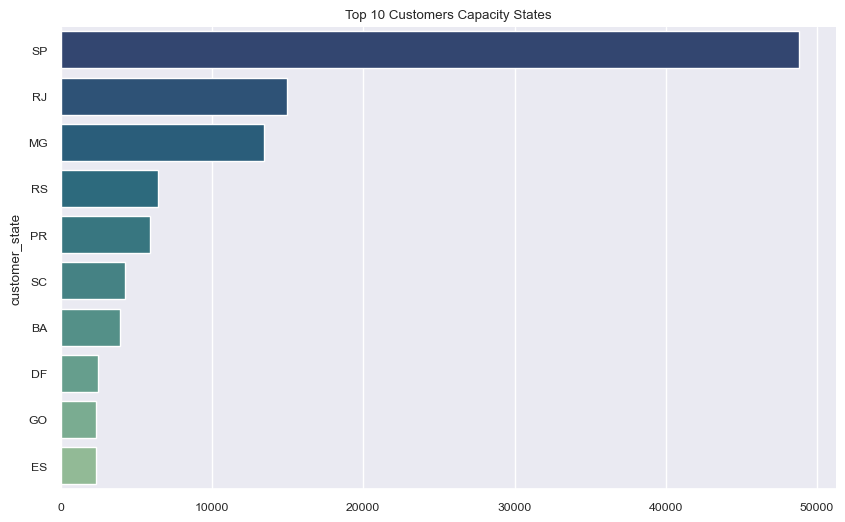 Top 10 Customers Capacity States
customer_state
SP
RJ
MG
RS
PR
SC
BA
DF
GO
ES
0 10000 20000 30000 40000 50000